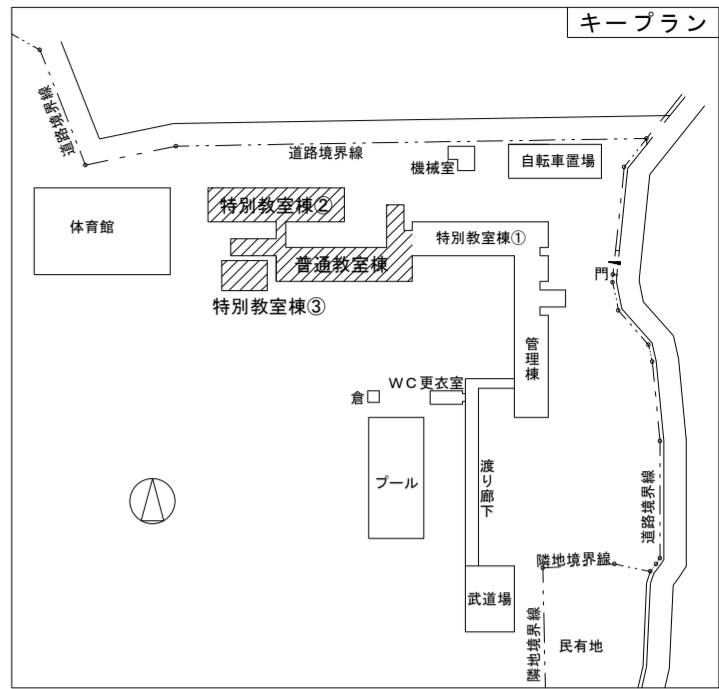 キープラン
道路境界線
道路境界線
機械室
自転車置場
特別教室棟②
体育館
特別教室棟①
普通教室棟
門
特別教室棟③
管理棟
WC更衣室
倉
プール
渡り廊下
道路境界線
隣地境界線
武道場
隣地境界線
民有地